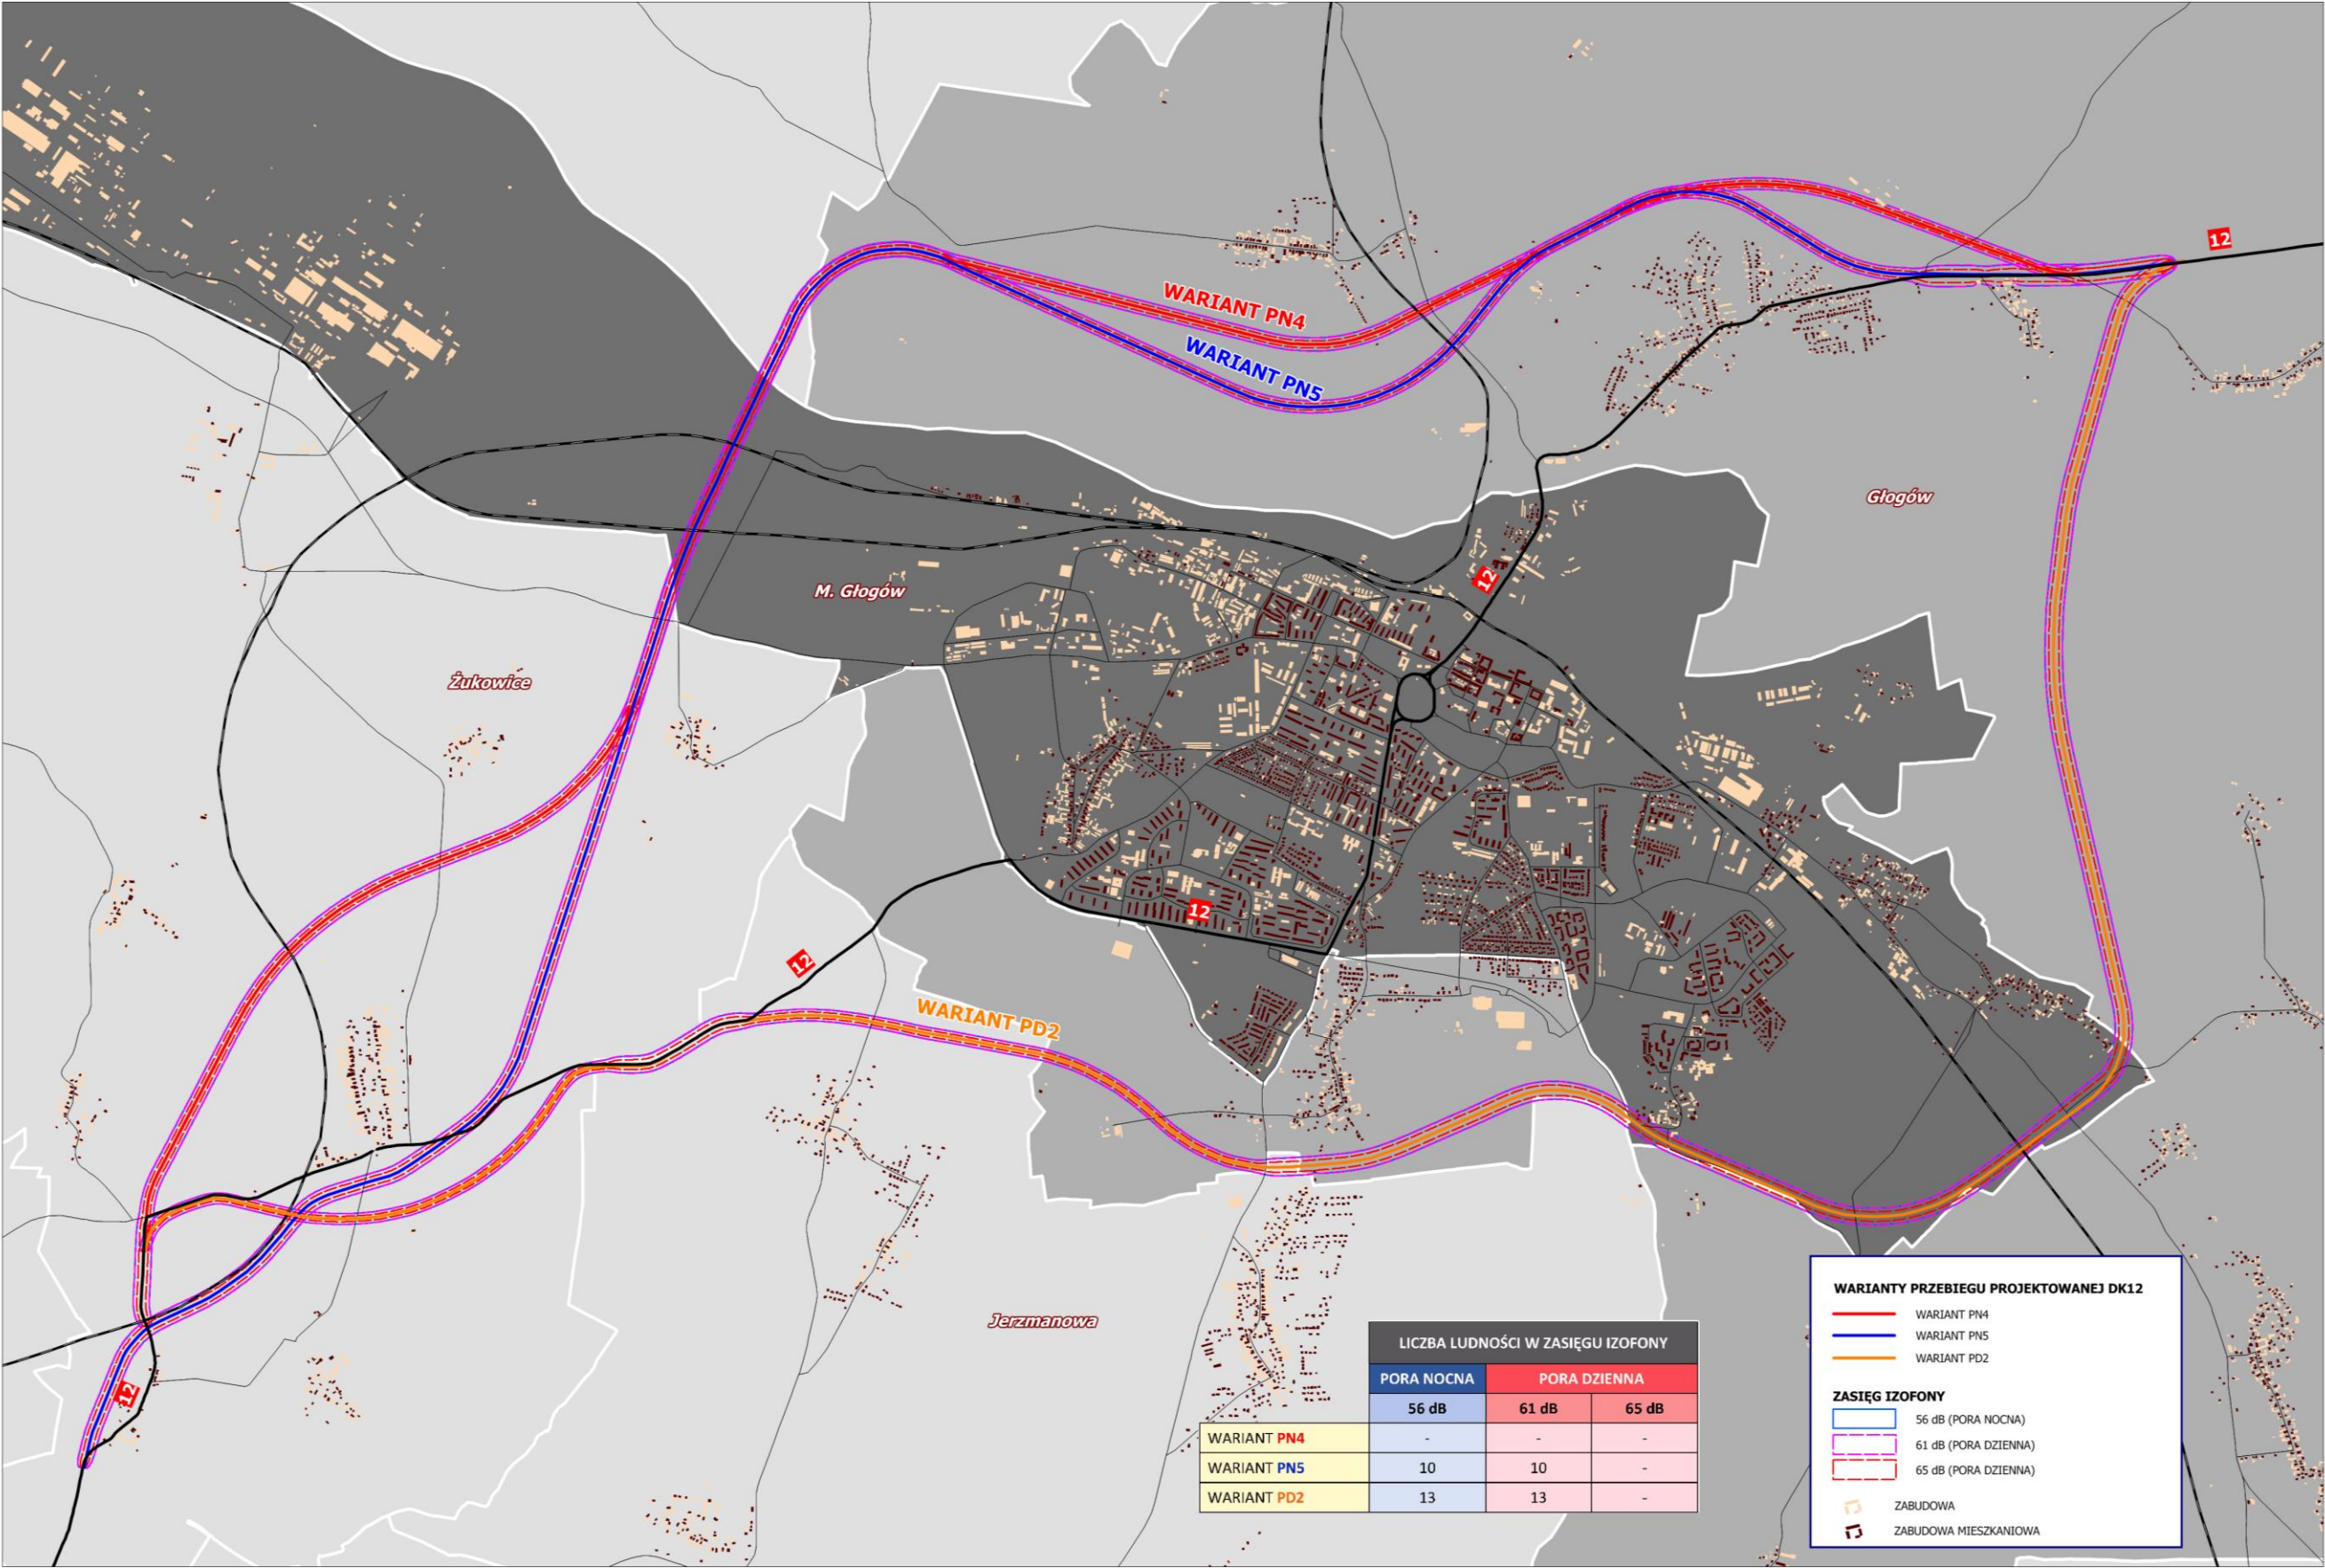 12
WARIANT PN4
WARIANT PN5
Głogów
12
M. Głogów
Żukowice
12
12
WARIANT PD2
Jerzmanowa
12
LICZBA LUDNOŚCI W ZASIĘGU IZOFONY
PORA NOCNA PORA DZIENNA
56 dB 61 dB 65 dB
WARIANT PN4 - - -
WARIANT PN5 10 10 -
WARIANT PD2 13 13 -
WARIANTY PRZEBIEGU PROJEKTOWANEJ DK12
WARIANT PN4
WARIANT PN5
WARIANT PD2
ZASIĘG IZOFONY
56 dB (PORA NOCNA)
61 dB (PORA DZIENNA)
65 dB (PORA DZIENNA)
ZABUDOWA
ZABUDOWA MIESZKANIOWA